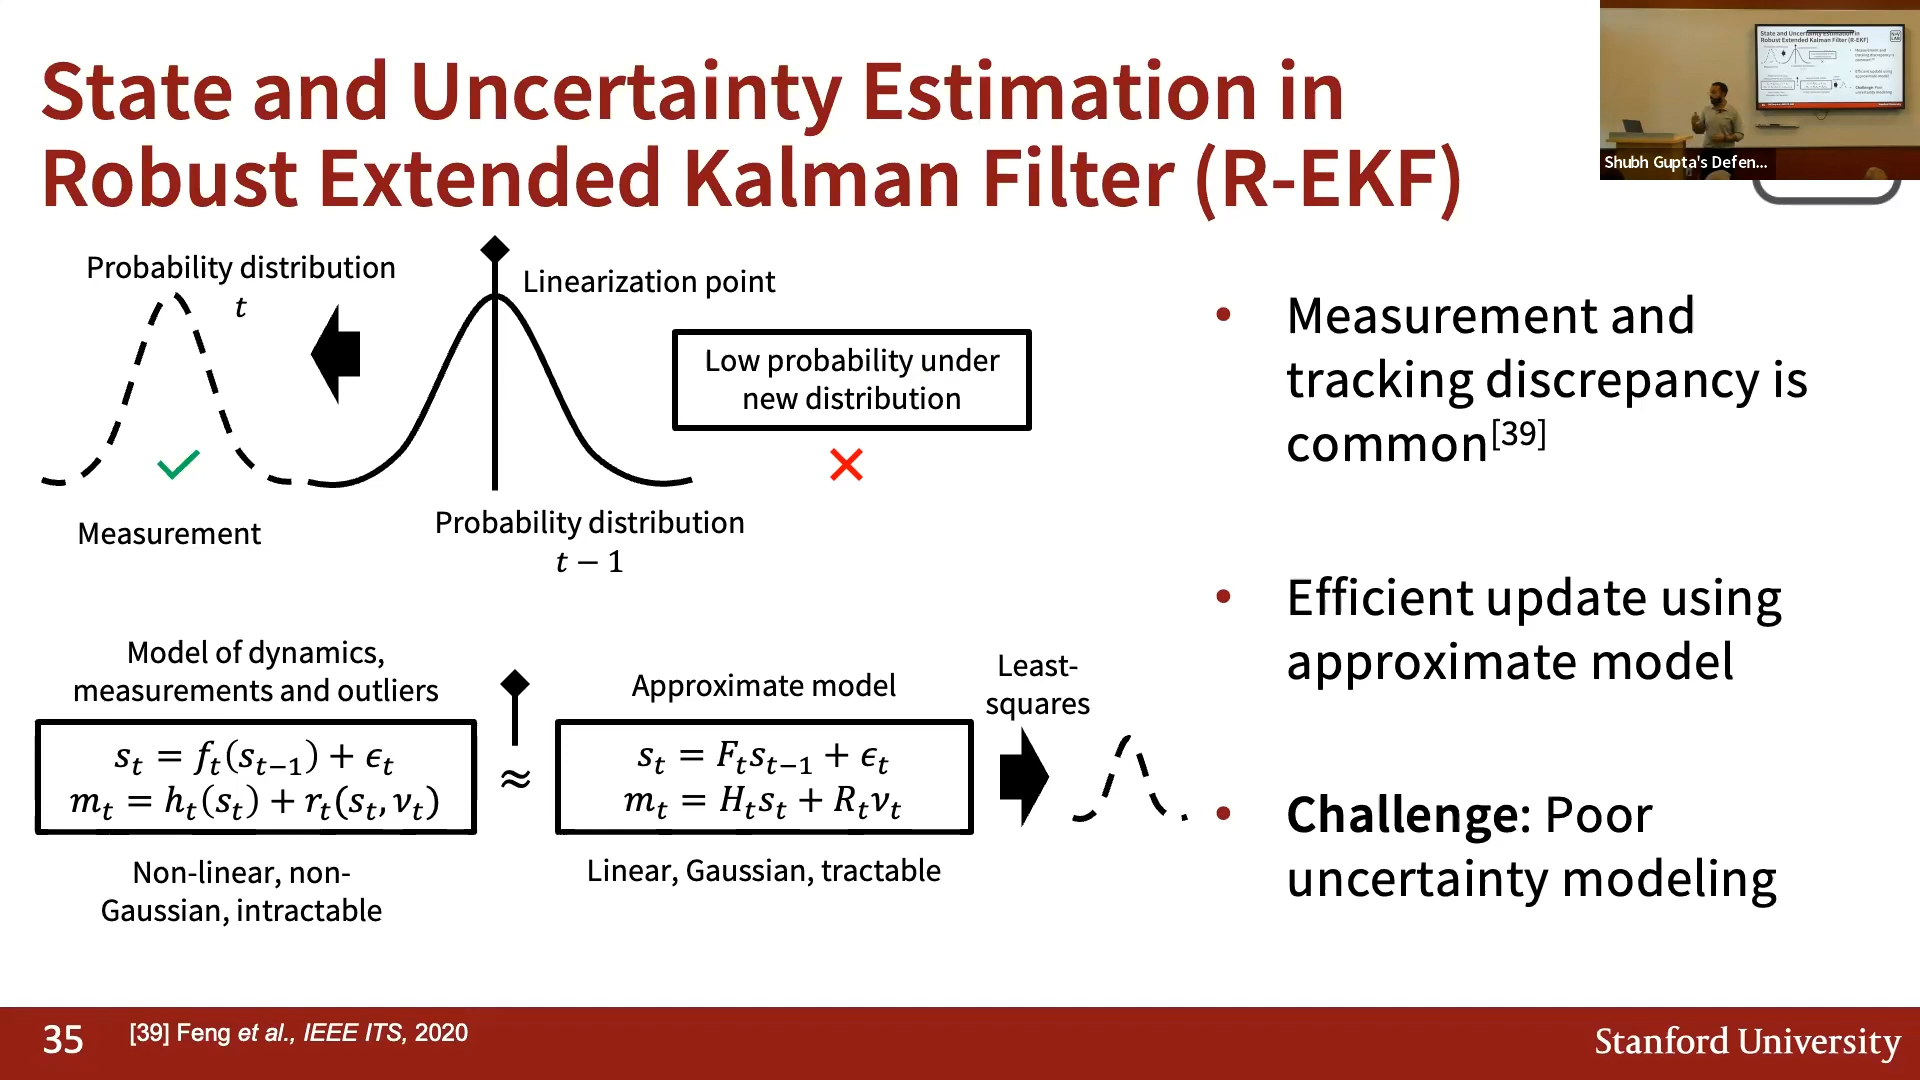 State and Uncertainty Estimation in
Robust Extended Kalman Filter (R-EKF)
Shubh Gupta's Defen...
Probability distribution
t
Linearization point
Low probability under
new distribution
Measurement
Probability distribution
t − 1
Model of dynamics,
measurements and outliers
s_t = f_t(s_{t−1}) + ϵ_t
m_t = h_t(s_t) + r_t(s_t, ν_t)
Non-linear, non-
Gaussian, intractable
≈
Approximate model
s_t = F_t s_{t−1} + ϵ_t
m_t = H_t s_t + R_t ν_t
Linear, Gaussian, tractable
Least-
squares
• Measurement and
tracking discrepancy is
common[39]
• Efficient update using
approximate model
• Challenge: Poor
uncertainty modeling
35
[39] Feng et al., IEEE ITS, 2020
Stanford University